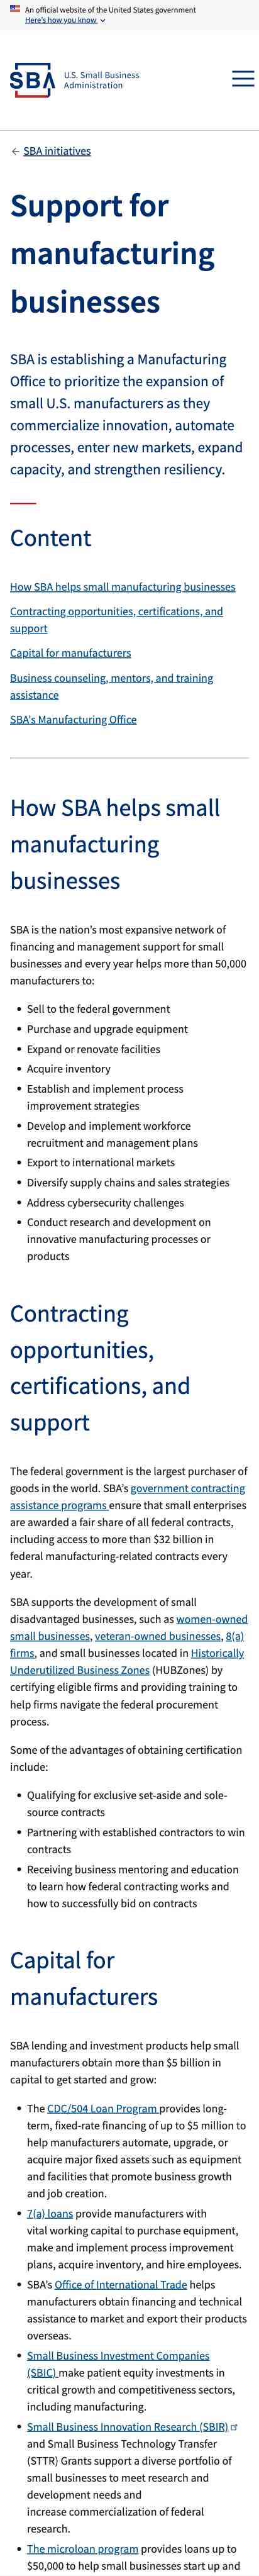 An official website of the United States government
Here's how you know
SBA
U.S. Small Business
Administration
SBA initiatives
Support for
manufacturing
businesses
SBA is establishing a Manufacturing
Office to prioritize the expansion of
small U.S. manufacturers as they
commercialize innovation, automate
processes, enter new markets, expand
capacity, and strengthen resiliency.
Content
How SBA helps small manufacturing businesses
Contracting opportunities, certifications, and
support
Capital for manufacturers
Business counseling, mentors, and training
assistance
SBA's Manufacturing Office
How SBA helps small
manufacturing
businesses
SBA is the nation's most expansive network of
financing and management support for small
businesses and every year helps more than 50,000
manufacturers to:
• Sell to the federal government
• Purchase and upgrade equipment
• Expand or renovate facilities
• Acquire inventory
• Establish and implement process
improvement strategies
• Develop and implement workforce
recruitment and management plans
• Export to international markets
• Diversify supply chains and sales strategies
• Address cybersecurity challenges
• Conduct research and development on
innovative manufacturing processes or
products
Contracting
opportunities,
certifications, and
support
The federal government is the largest purchaser of
goods in the world. SBA's government contracting
assistance programs ensure that small enterprises
are awarded a fair share of all federal contracts,
including access to more than $32 billion in
federal manufacturing-related contracts every
year.
SBA supports the development of small
disadvantaged businesses, such as women-owned
small businesses, veteran-owned businesses, 8(a)
firms, and small businesses located in Historically
Underutilized Business Zones (HUBZones) by
certifying eligible firms and providing training to
help firms navigate the federal procurement
process.
Some of the advantages of obtaining certification
include:
• Qualifying for exclusive set-aside and sole-
source contracts
• Partnering with established contractors to win
contracts
• Receiving business mentoring and education
to learn how federal contracting works and
how to successfully bid on contracts
Capital for
manufacturers
SBA lending and investment products help small
manufacturers obtain more than $5 billion in
capital to get started and grow:
• The CDC/504 Loan Program provides long-
term, fixed-rate financing of up to $5 million to
help manufacturers automate, upgrade, or
acquire major fixed assets such as equipment
and facilities that promote business growth
and job creation.
• 7(a) loans provide manufacturers with
vital working capital to purchase equipment,
make and implement process improvement
plans, acquire inventory, and hire employees.
• SBA's Office of International Trade helps
manufacturers obtain financing and technical
assistance to market and export their products
overseas.
• Small Business Investment Companies
(SBIC) make patient equity investments in
critical growth and competitiveness sectors,
including manufacturing.
• Small Business Innovation Research (SBIR)
and Small Business Technology Transfer
(STTR) Grants support a diverse portfolio of
small businesses to meet research and
development needs and
increase commercialization of federal
research.
• The microloan program provides loans up to
$50,000 to help small businesses start up and